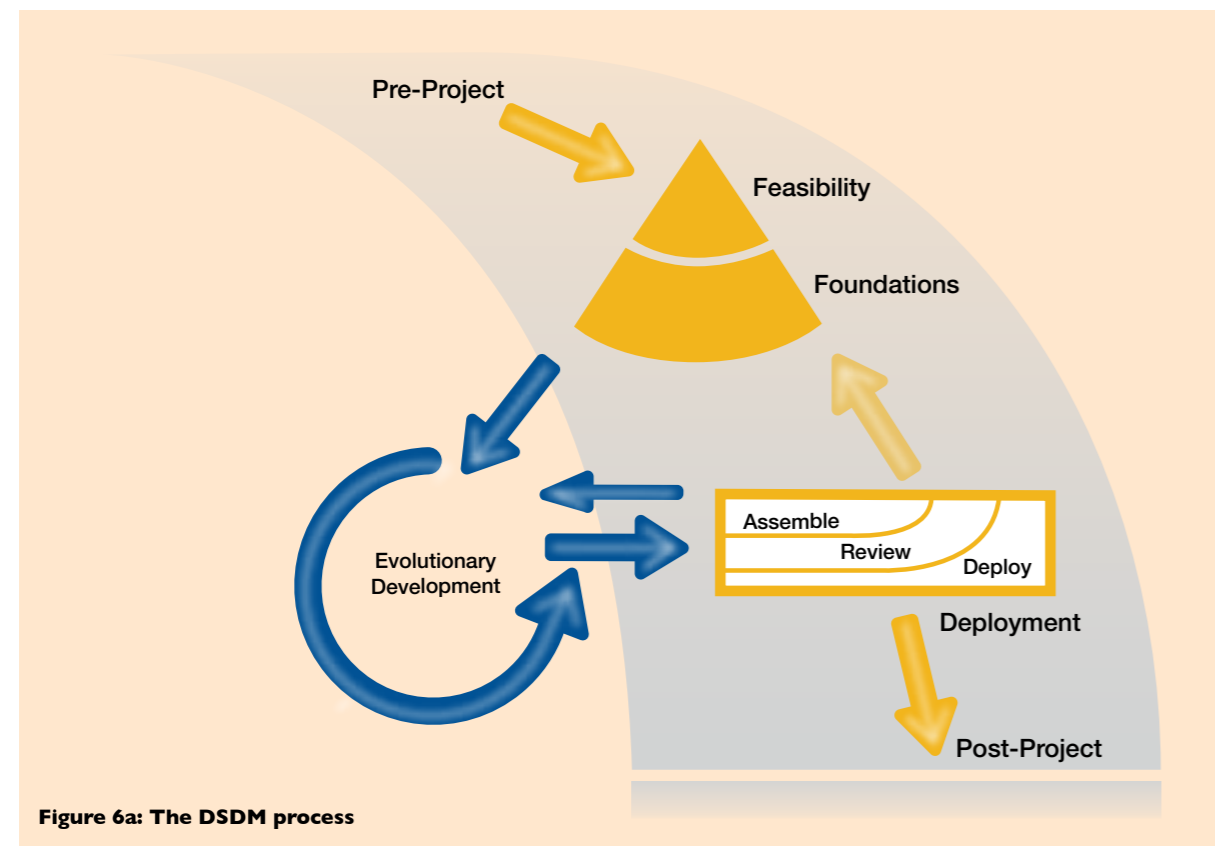 Pre-Project
Feasibility
Foundations
Assemble
Review
Deploy
Evolutionary
Development
Deployment
Post-Project
Figure 6a: The DSDM process